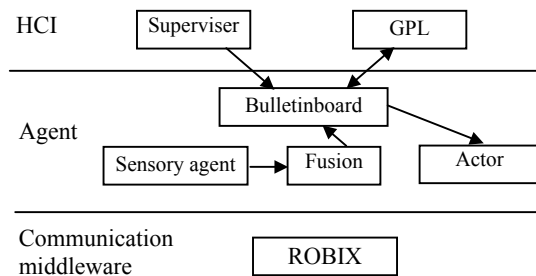 HCI
Superviser
GPL
Bulletinboard
Agent
Sensory agent
Fusion
Actor
Communication
middleware
ROBIX